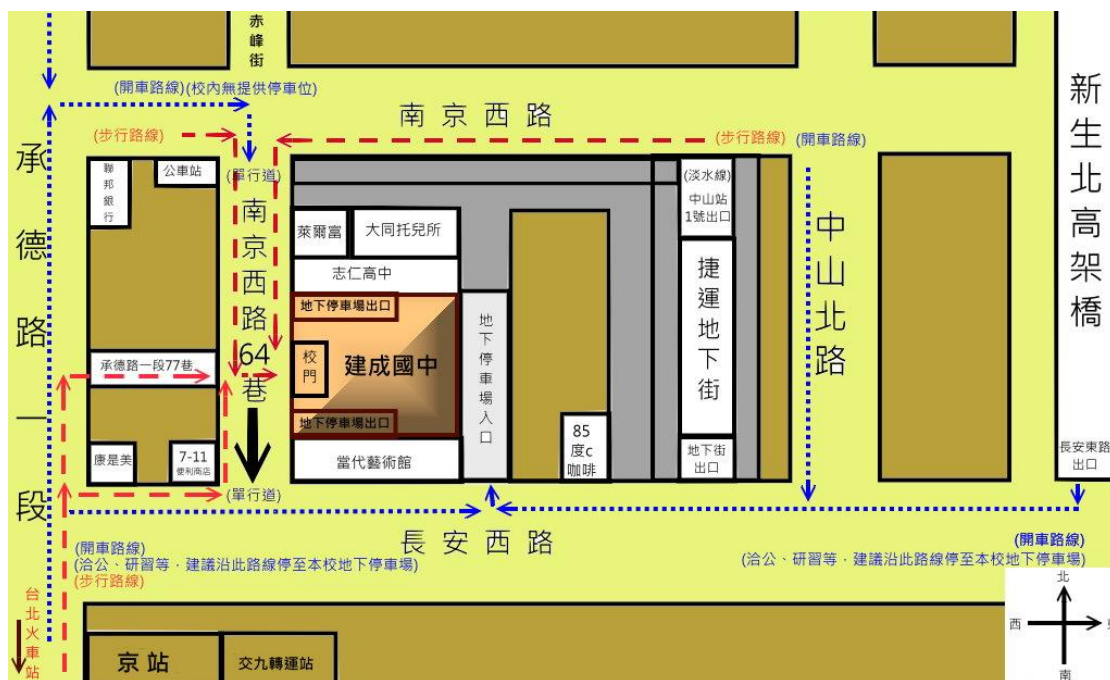 赤峰街
(開車路線)(校內無提供停車位)
南京西路
(步行路線)
(步行路線)
(開車路線)
新生北高架橋
承德路一段
聯邦銀行
公車站
(單行道)
南京西路64巷
萊爾富
大同托兒所
(淡水線)
中山站
1號出口
中山北路
志仁高中
捷運地下街
地下停車場出口
地下停車場入口
校門
建成國中
承德路一段77巷
地下停車場出口
康是美
7-11
便利商店
當代藝術館
85
度c
咖啡
地下街
出口
長安東路
出口
(單行道)
長安西路
(開車路線)
(洽公、研習等，建議沿此路線停至本校地下停車場)
(步行路線)
(開車路線)
(洽公、研習等，建議沿此路線停至本校地下停車場)
台北火車站
京站
交九轉運站
北
西
東
南